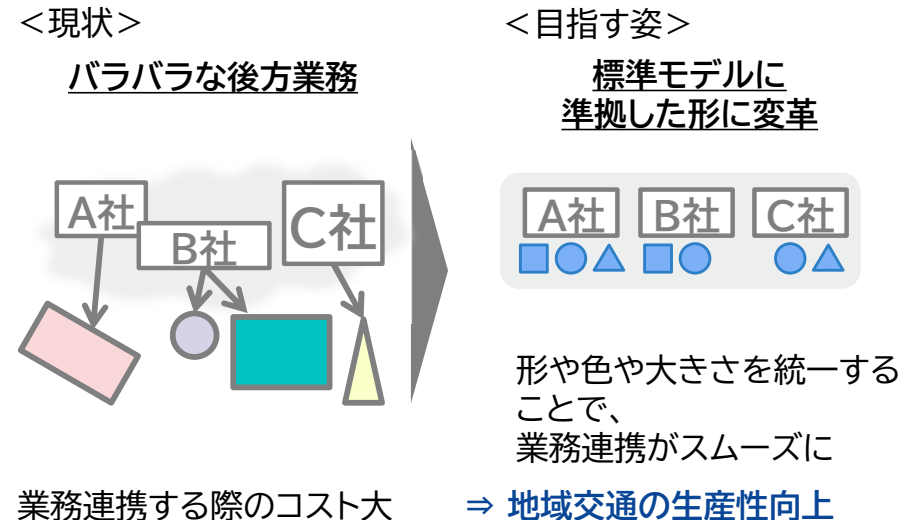 ＜現状＞
バラバラな後方業務
A社
B社
C社
業務連携する際のコスト大
＜目指す姿＞
標準モデルに
準拠した形に変革
A社
B社
C社
形や色や大きさを統一する
ことで、
業務連携がスムーズに
⇒ 地域交通の生産性向上